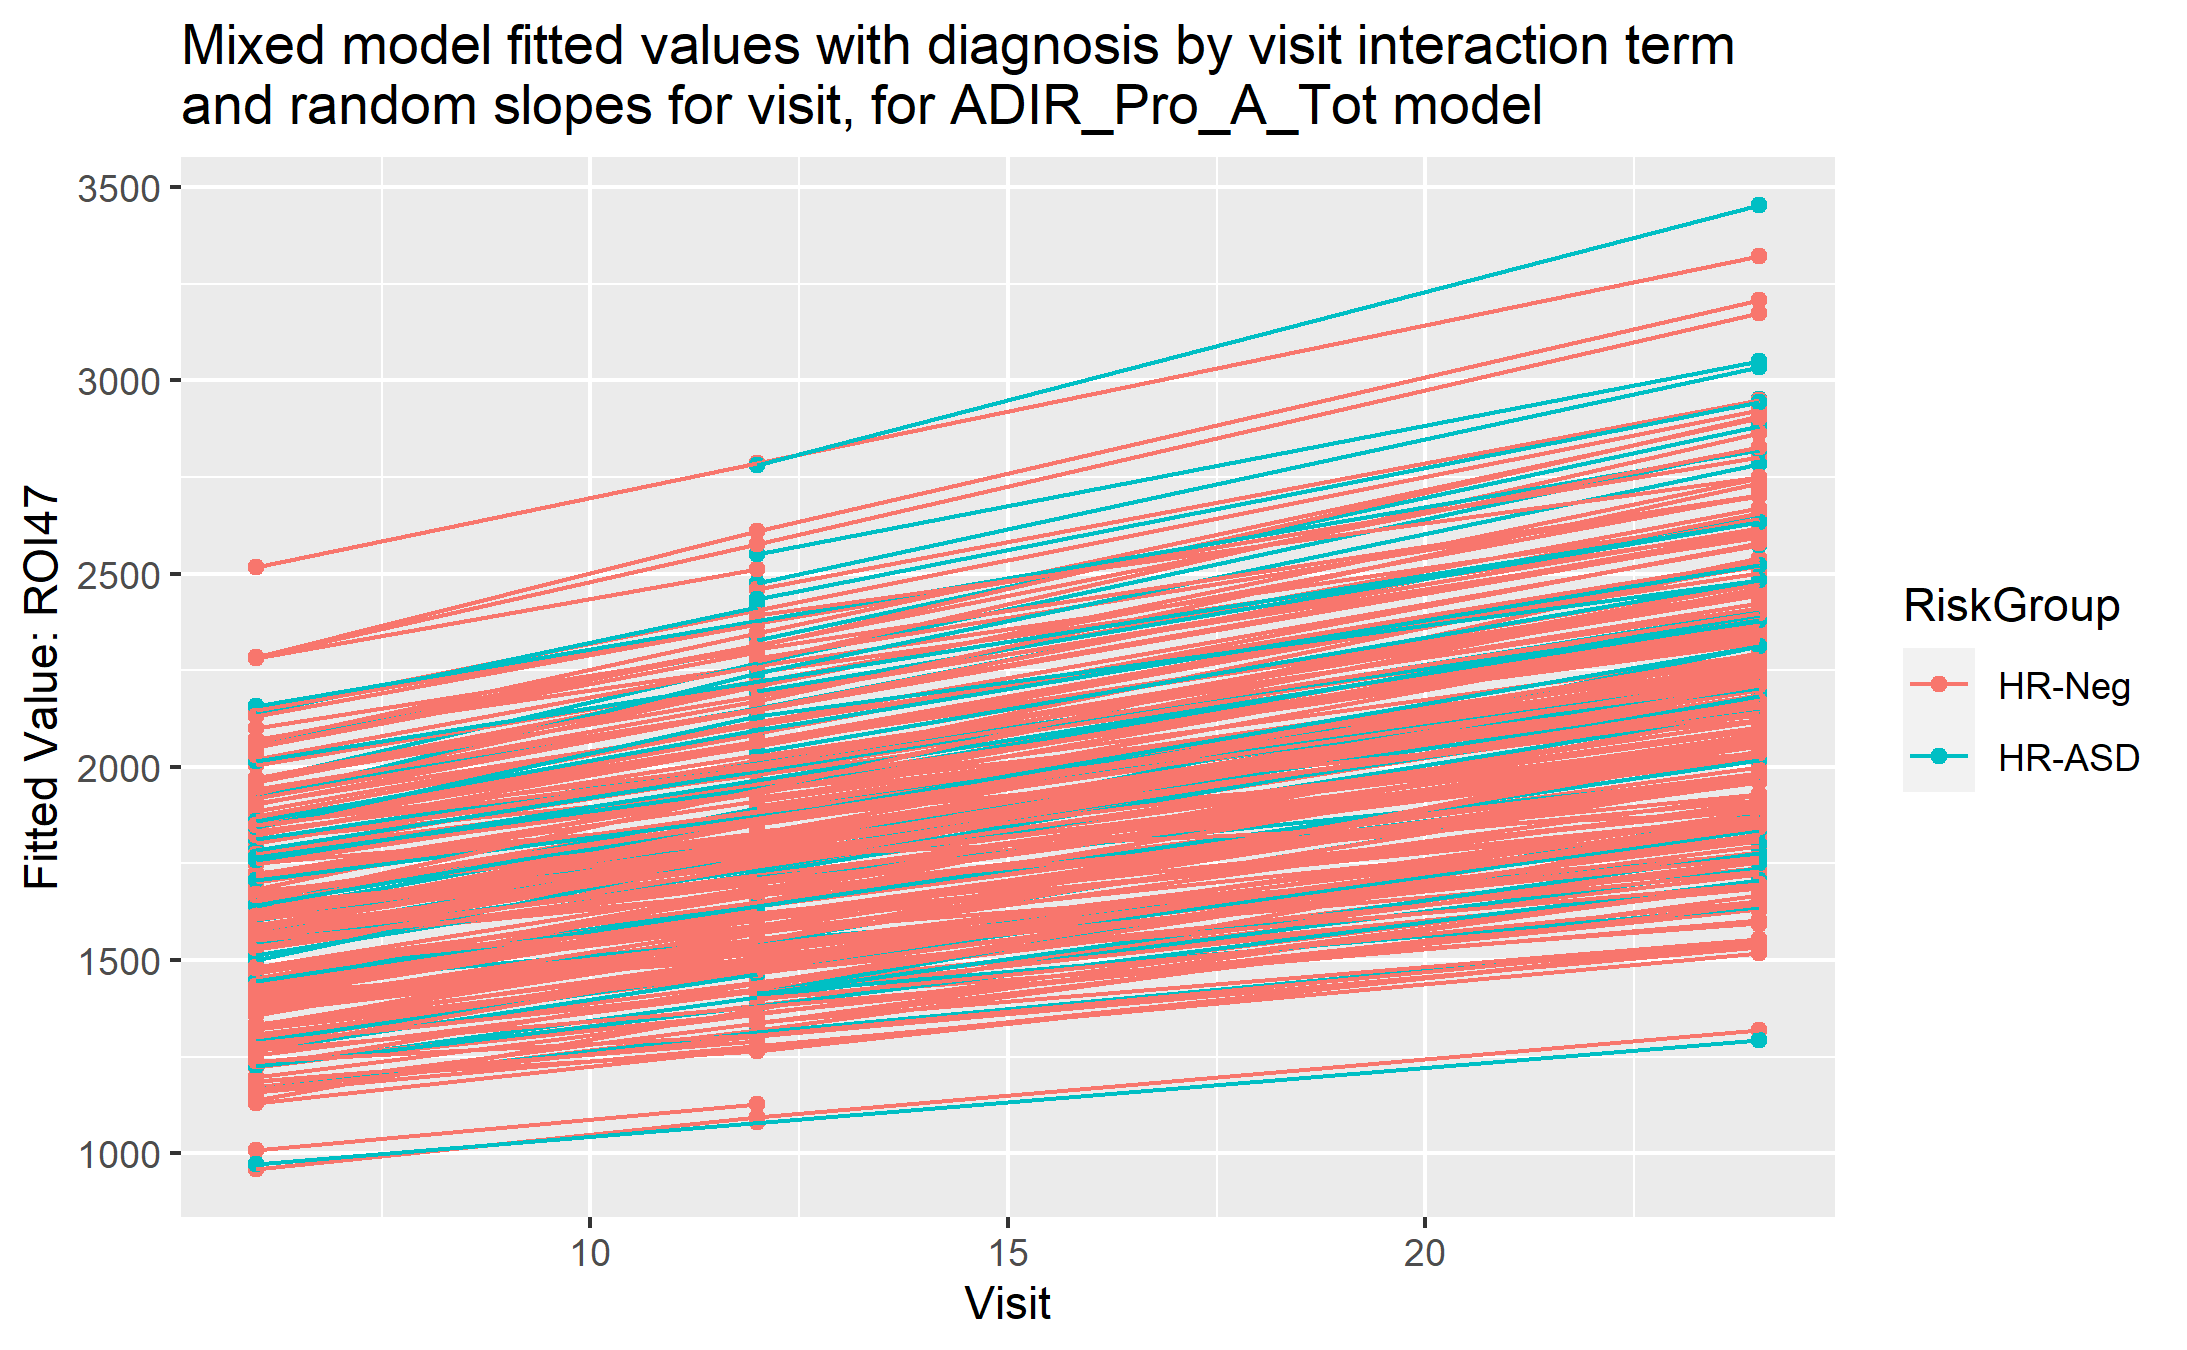 Mixed model fitted values with diagnosis by visit interaction term
and random slopes for visit, for ADIR_Pro_A_Tot model
3500
3000
2500
2000
1500
1000
Fitted Value: ROI47
10
15
20
Visit
RiskGroup
HR-Neg
HR-ASD